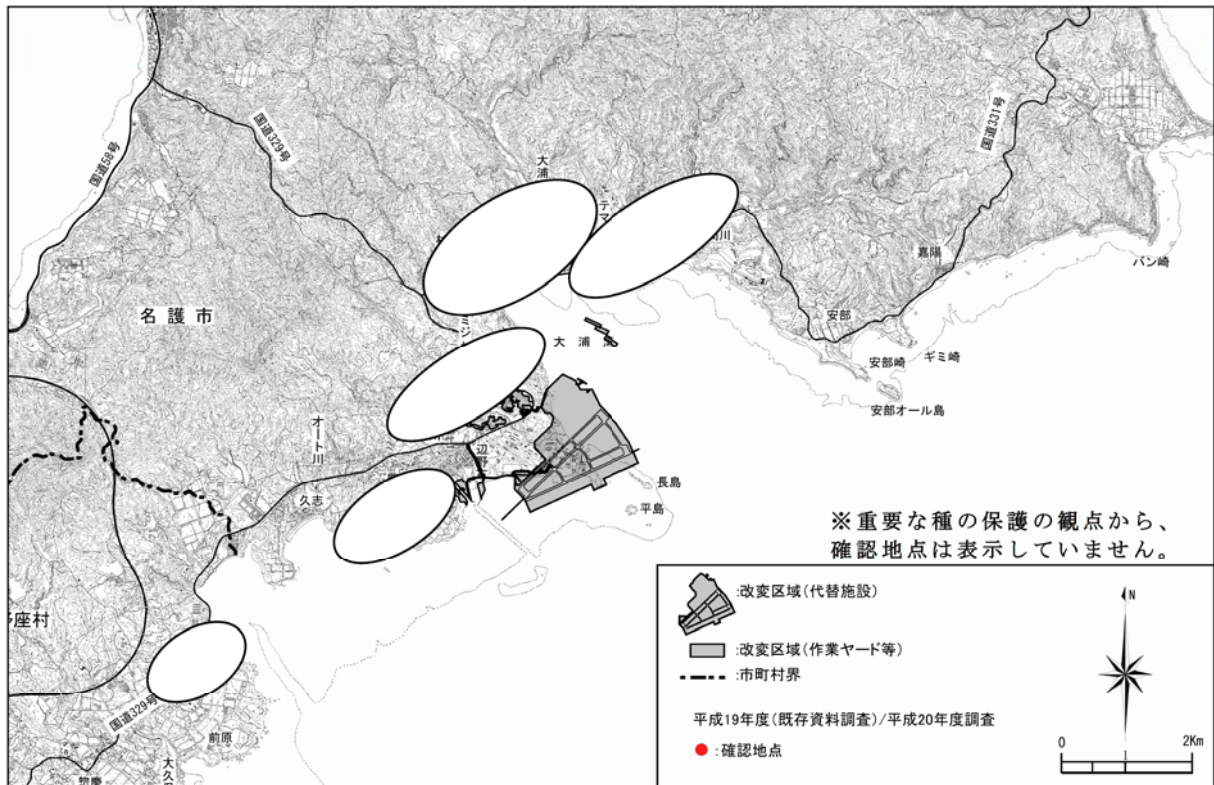 国道58号
国道329号
大浦
テマ
国道331号
嘉陽
バン崎
名護市
安部
大浦
安部崎
ギミ崎
安部オール島
オート川
久志
辺野
長島
平島
※重要な種の保護の観点から、
確認地点は表示していません。
座村
国道329号
前原
惣慶
大久
:改変区域(代替施設)
:改変区域(作業ヤード等)
:市町村界
平成19年度(既存資料調査)/平成20年度調査
:確認地点
N
0 1 2Km